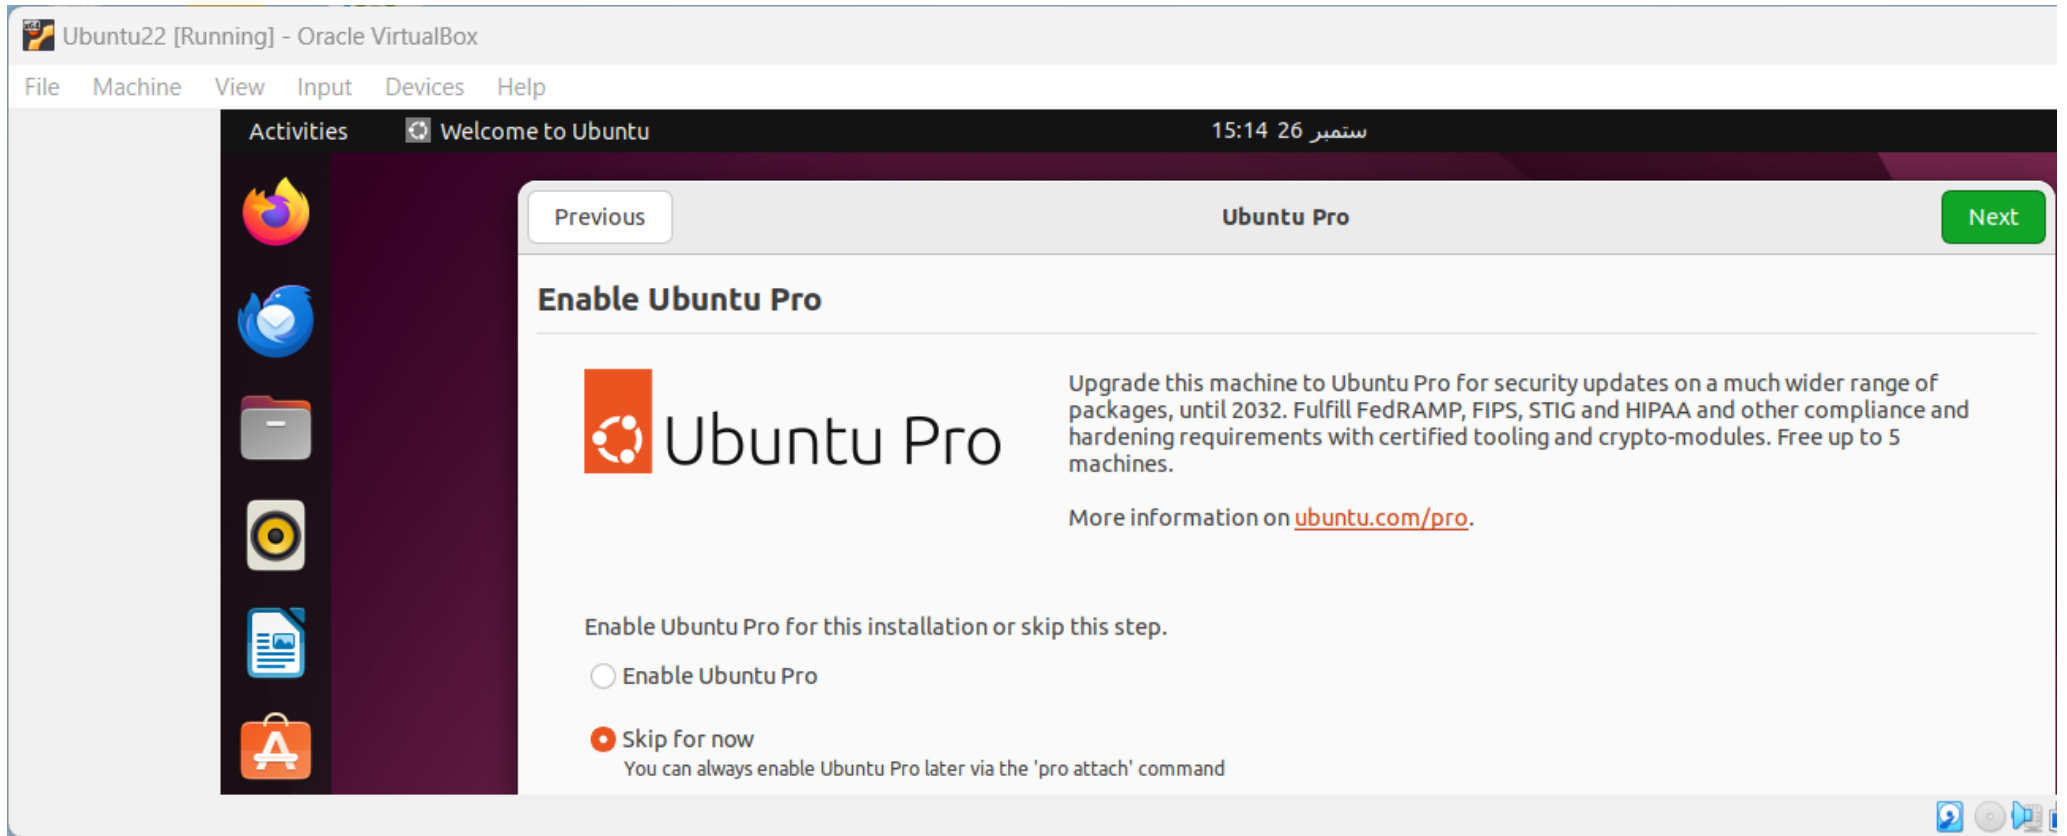 Ubuntu22 [Running] - Oracle VirtualBox
File Machine View Input Devices Help
Activities Welcome to Ubuntu 15:14 26 ستمبر
Previous Ubuntu Pro Next
Enable Ubuntu Pro
Ubuntu Pro
Upgrade this machine to Ubuntu Pro for security updates on a much wider range of
packages, until 2032. Fulfill FedRAMP, FIPS, STIG and HIPAA and other compliance and
hardening requirements with certified tooling and crypto-modules. Free up to 5
machines.
More information on ubuntu.com/pro.
Enable Ubuntu Pro for this installation or skip this step.
Enable Ubuntu Pro
Skip for now
You can always enable Ubuntu Pro later via the 'pro attach' command